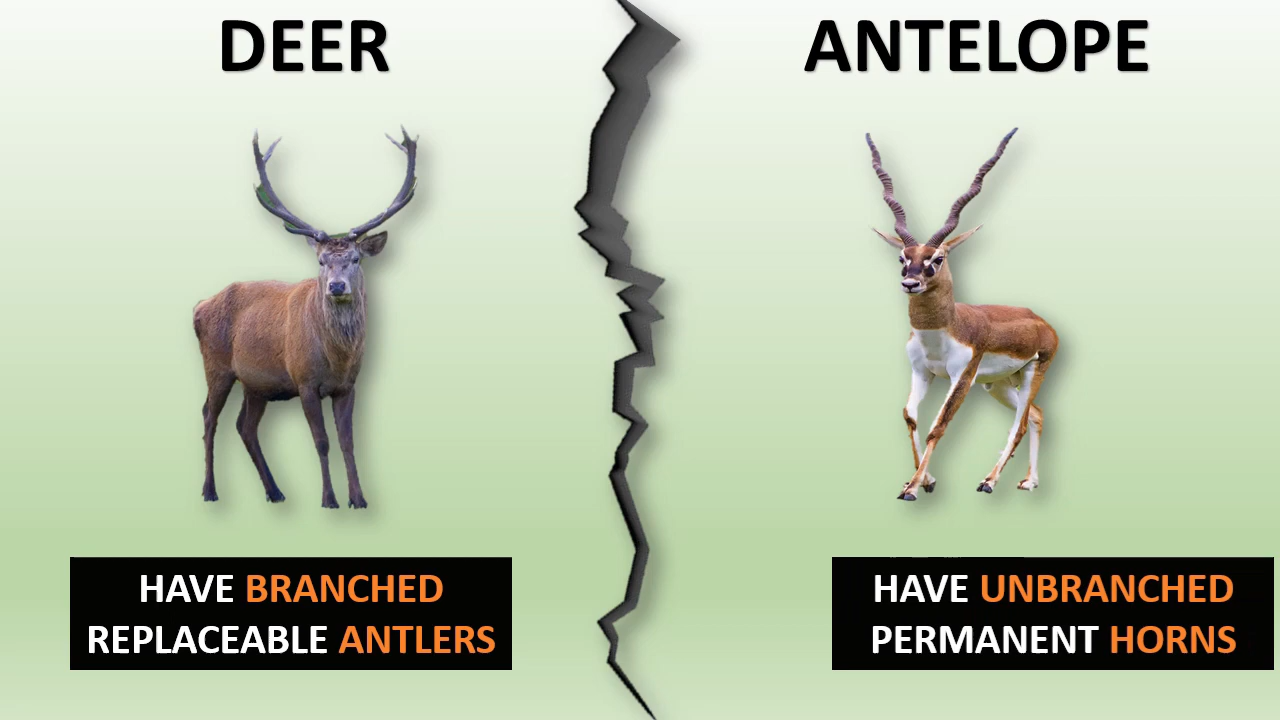 DEER
ANTELOPE
HAVE BRANCHED
REPLACEABLE ANTLERS
HAVE UNBRANCHED
PERMANENT HORNS